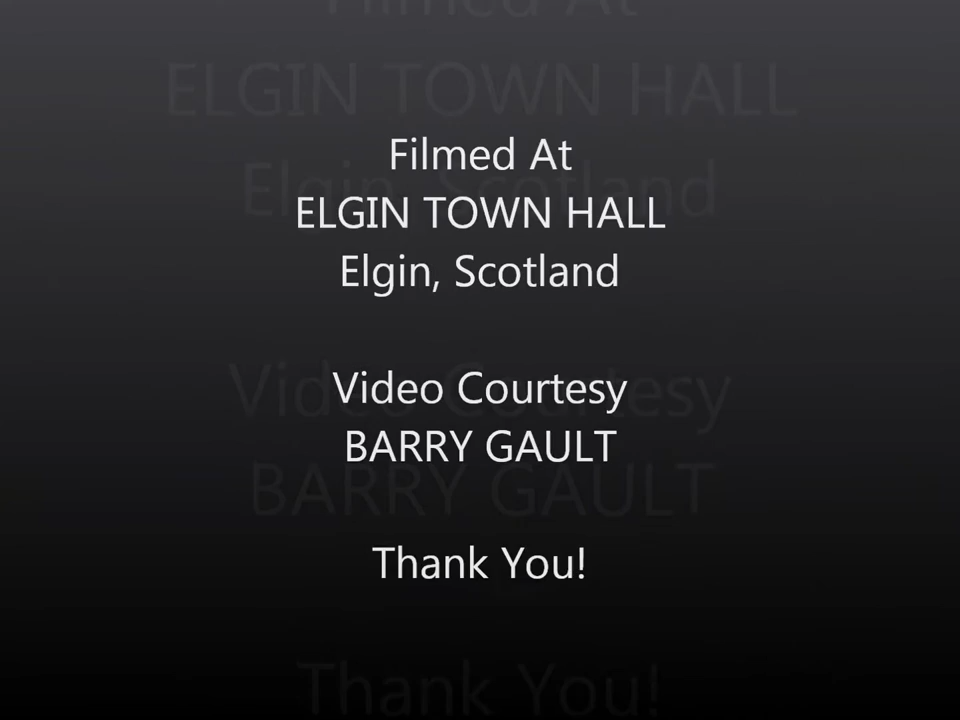 Filmed At
ELGIN TOWN HALL
Elgin, Scotland
Video Courtesy
BARRY GAULT
Thank You!